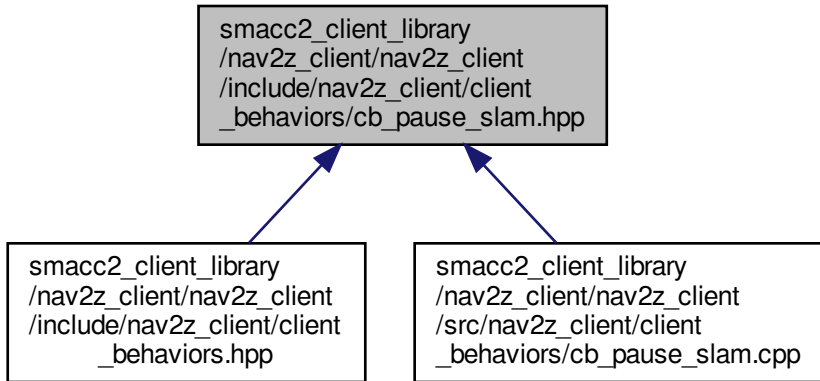 smacc2_client_library
/nav2z_client/nav2z_client
/include/nav2z_client/client
_behaviors/cb_pause_slam.hpp
smacc2_client_library
/nav2z_client/nav2z_client
/include/nav2z_client/client
_behaviors.hpp
smacc2_client_library
/nav2z_client/nav2z_client
/src/nav2z_client/client
_behaviors/cb_pause_slam.cpp